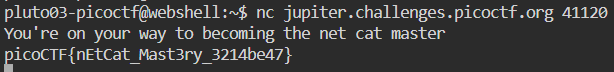 pluto03-picoctf@webshell:~$ nc jupiter.challenges.picoctf.org 41120
You're on your way to becoming the net cat master
picoCTF{nEtCat_Mast3ry_3214be47}